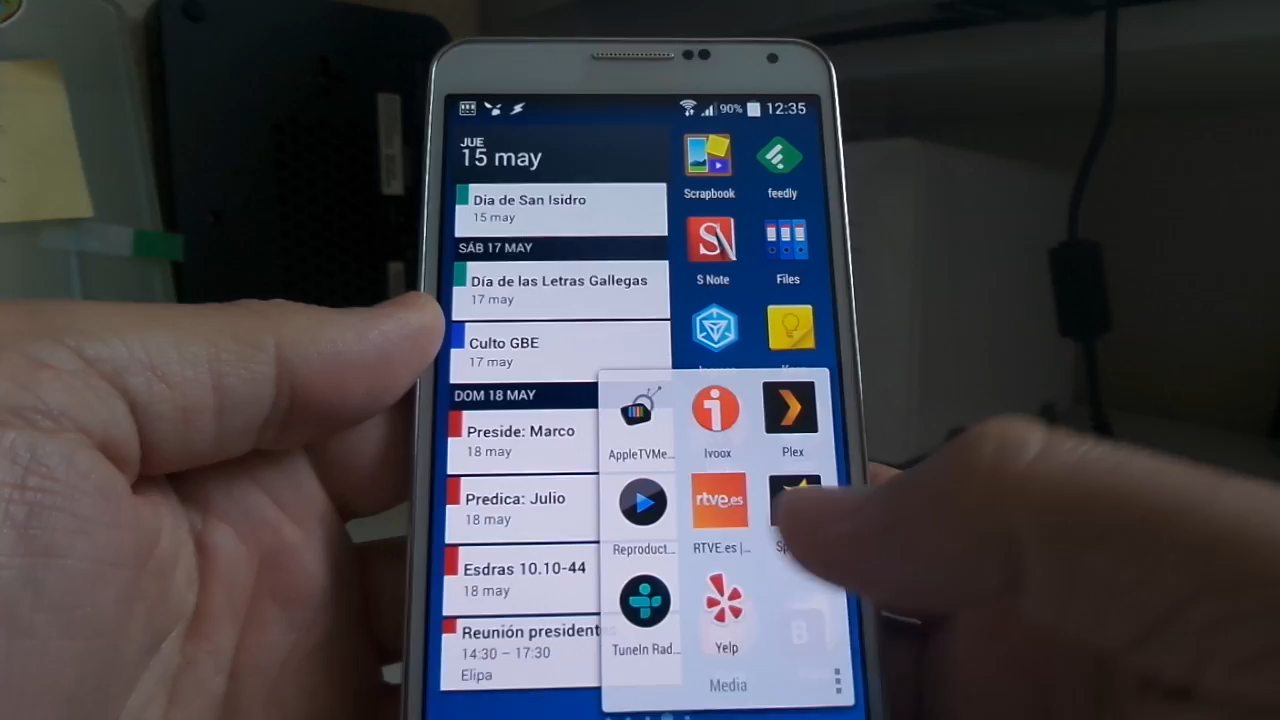 90% 12:35
JUE
15 may
Dia de San Isidro
15 may
SÁB 17 MAY
Día de las Letras Gallegas
17 may
Culto GBE
17 may
DOM 18 MAY
Preside: Marco
18 may
Predica: Julio
18 may
Esdras 10.10-44
18 may
Reunión president
14:30 – 17:30
Elipa
Scrapbook
feedly
S Note
Files
AppleTVMe...
Ivoox
Plex
rtve.es
Reproduct...
RTVE.es |...
TuneIn Rad...
Yelp
B
Media